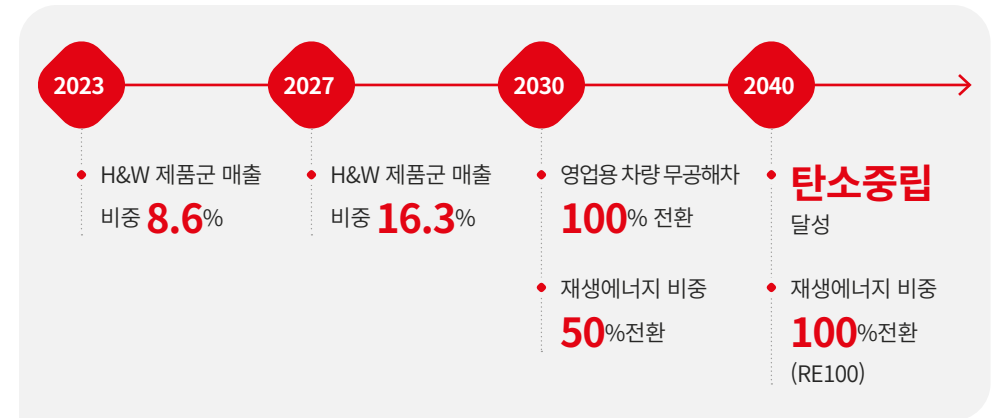 2023
H&W 제품군 매출
비중 8.6%
2027
H&W 제품군 매출
비중 16.3%
2030
영업용 차량 무공해차
100% 전환
재생에너지 비중
50%전환
2040
탄소중립
달성
재생에너지 비중
100%전환
(RE100)